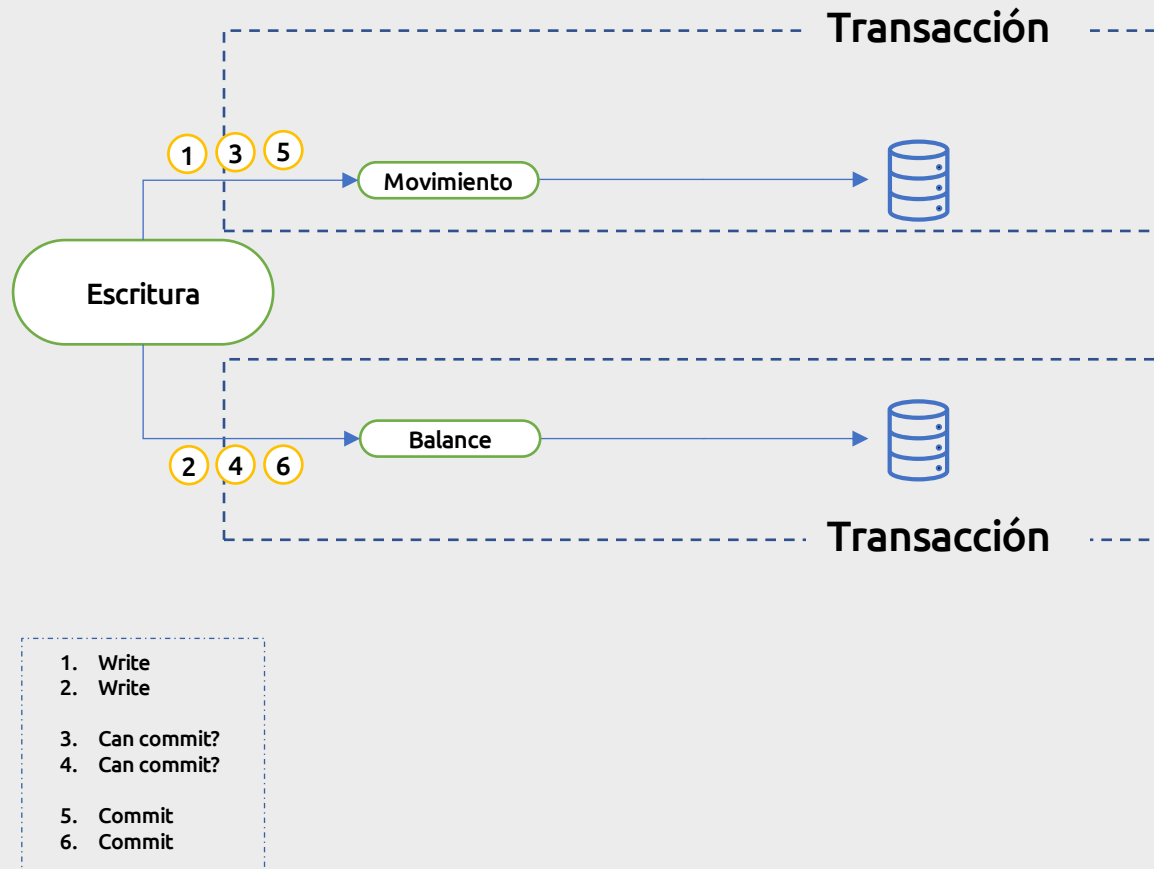 Transacción
1 3 5
Movimiento
Escritura
Balance
2 4 6
Transacción
1. Write
2. Write
3. Can commit?
4. Can commit?
5. Commit
6. Commit